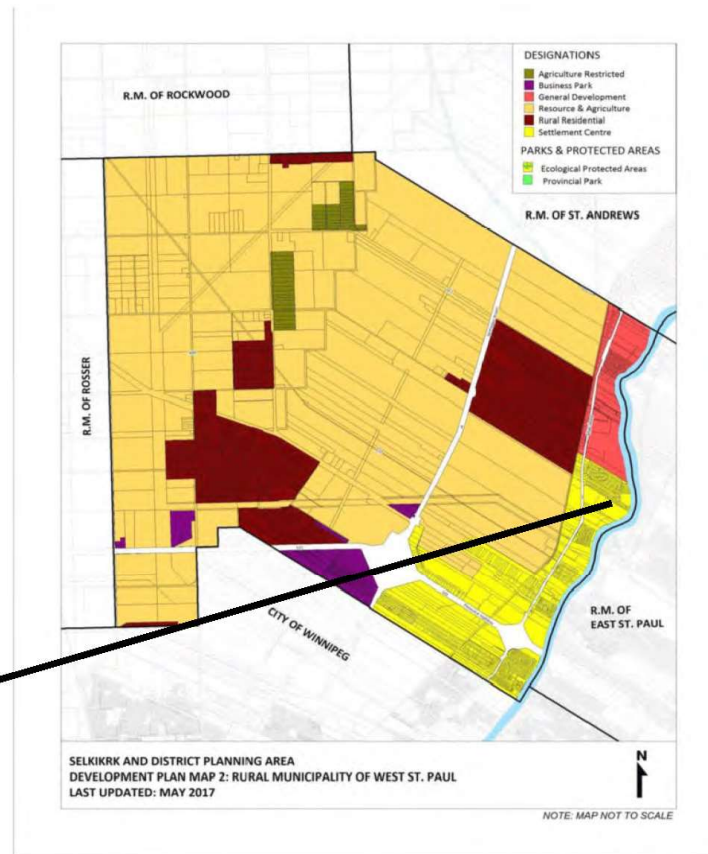 DESIGNATIONS
Agriculture Restricted
Business Park
General Development
Resource & Agriculture
Rural Residential
Settlement Centre
PARKS & PROTECTED AREAS
Ecological Protected Areas
Provincial Park
R.M. OF ROCKWOOD
R.M. OF ST. ANDREWS
R.M. OF ROSSER
R.M. OF
EAST ST. PAUL
CITY OF WINNIPEG
SELKIKRK AND DISTRICT PLANNING AREA
DEVELOPMENT PLAN MAP 2: RURAL MUNICIPALITY OF WEST ST. PAUL
LAST UPDATED: MAY 2017
N
NOTE: MAP NOT TO SCALE